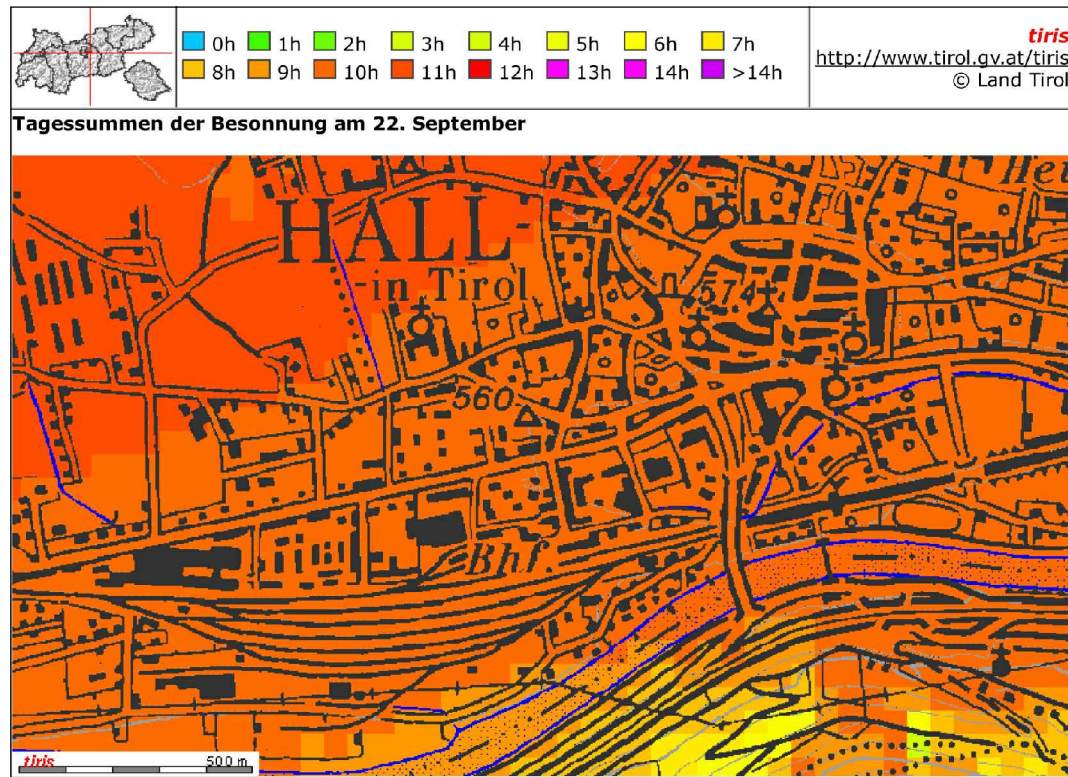 0h 1h 2h 3h 4h 5h 6h 7h
8h 9h 10h 11h 12h 13h 14h >14h
tiris
http://www.tirol.gv.at/tiris
© Land Tirol
Tagessummen der Besonnung am 22. September
HALL
-in Tirol
574
560
Bhf.
tiris
500 m